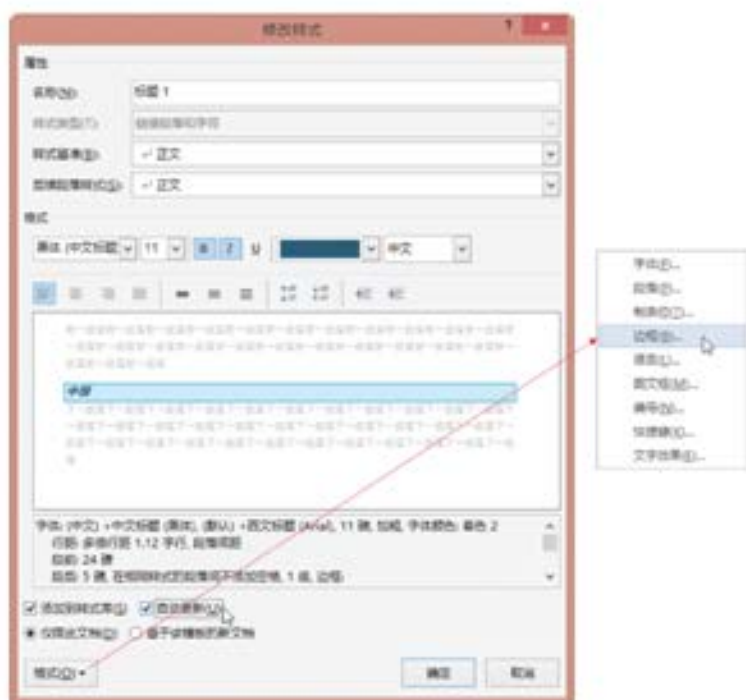 修改样式
?
属性
名称(N):
标题 1
样式类型(T):
链接段落和字符
样式基准(B):
正文
后续段落样式(S):
正文
格式
黑体 (中文标题
11
B
I
U
中文
字体: (中文) +中文标题 (黑体), (默认) +西文标题 (Arial), 11 磅, 加粗, 字体颜色: 着色 2
行距: 多倍行距 1.12 字行, 段落间距
段前: 24 磅
段后: 5 磅, 在相同样式的段落间不添加空格, 1 级, 边框:
添加到样式库(S)
自动更新(U)
仅限此文档(D)
基于该模板的新文档
格式(O)
确定
取消
字体(F)...
段落(P)...
制表位(T)...
边框(B)...
语言(L)...
图文框(M)...
编号(N)...
快捷键(K)...
文字效果(E)...